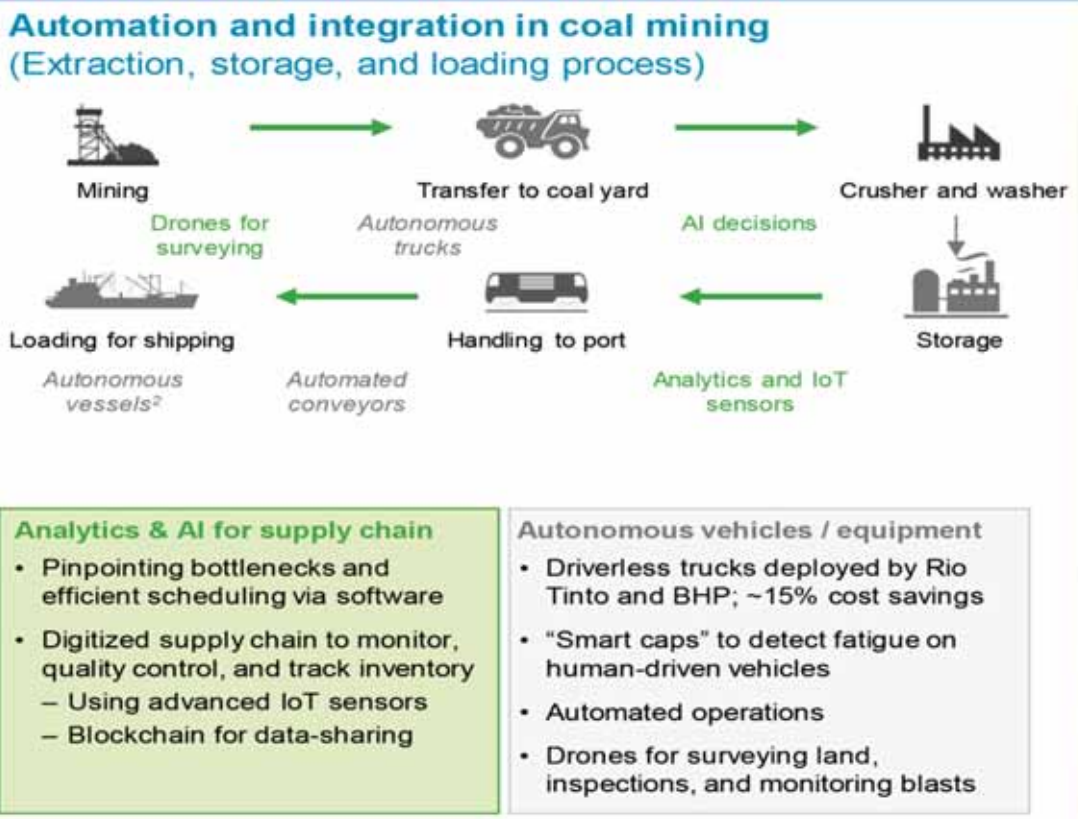 Automation and integration in coal mining
(Extraction, storage, and loading process)
Mining
Transfer to coal yard
Crusher and washer
Drones for
surveying
Autonomous
trucks
AI decisions
Loading for shipping
Handling to port
Storage
Autonomous
vessels²
Automated
conveyors
Analytics and IoT
sensors
Analytics & AI for supply chain
• Pinpointing bottlenecks and
efficient scheduling via software
• Digitized supply chain to monitor,
quality control, and track inventory
– Using advanced IoT sensors
– Blockchain for data-sharing
Autonomous vehicles / equipment
• Driverless trucks deployed by Rio
Tinto and BHP; ~15% cost savings
• “Smart caps” to detect fatigue on
human-driven vehicles
• Automated operations
• Drones for surveying land,
inspections, and monitoring blasts